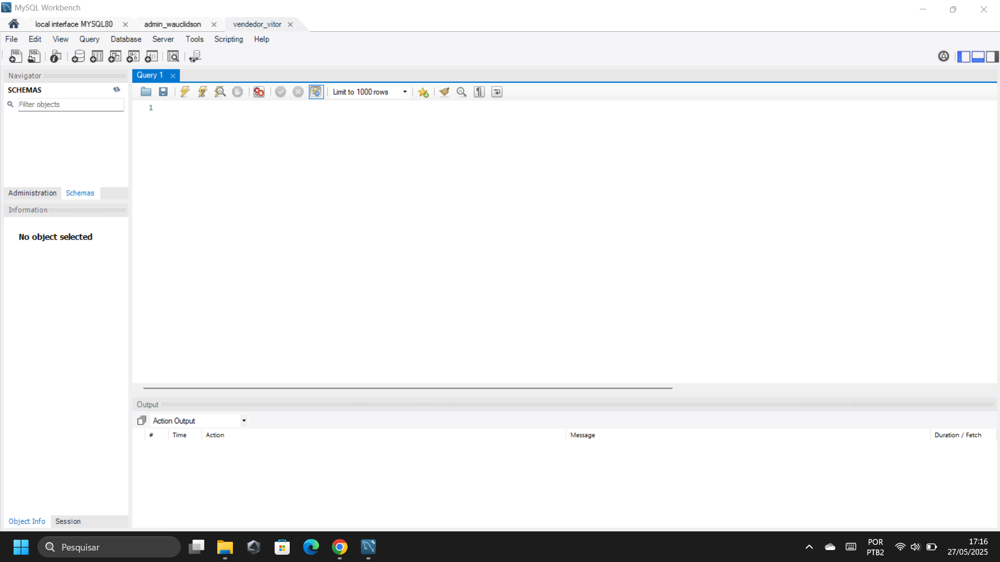 MySQL Workbench
local interface MYSQL80
admin_wauclidson
vendedor_vitor
File Edit View Query Database Server Tools Scripting Help
Navigator
Query 1
SCHEMAS
Limit to 1000 rows
Filter objects
1
Administration Schemas
Information
No object selected
Output
Action Output
# Time Action Message Duration / Fetch
Object Info Session
Pesquisar
POR
PTB2
17:16
27/05/2025